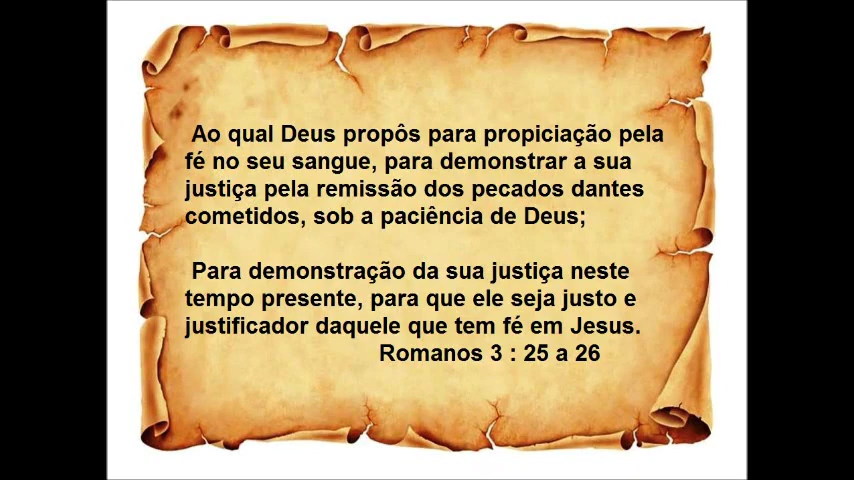 Ao qual Deus propôs para propiciação pela
fé no seu sangue, para demonstrar a sua
justiça pela remissão dos pecados dantes
cometidos, sob a paciência de Deus;
Para demonstração da sua justiça neste
tempo presente, para que ele seja justo e
justificador daquele que tem fé em Jesus.
Romanos 3 : 25 a 26